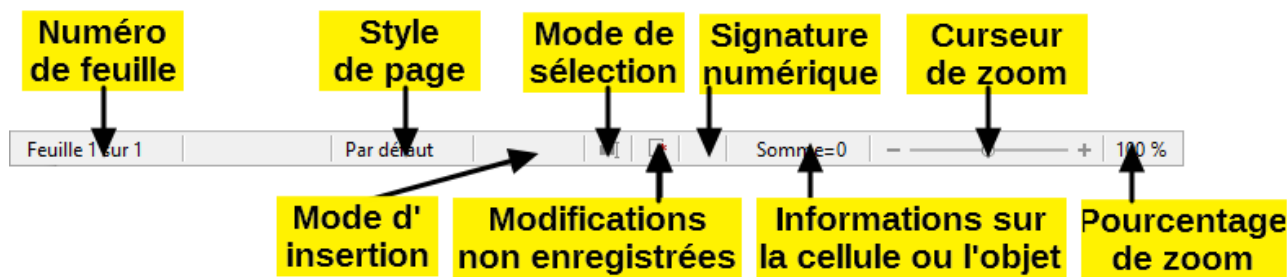 Numéro
de feuille
Style
de page
Mode de
sélection
Signature
numérique
Curseur
de zoom
Feuille 1 sur 1
Par défaut
Somme=0
100 %
Mode d'
insertion
Modifications
non enregistrées
Informations sur
la cellule ou l'objet
Pourcentage
de zoom